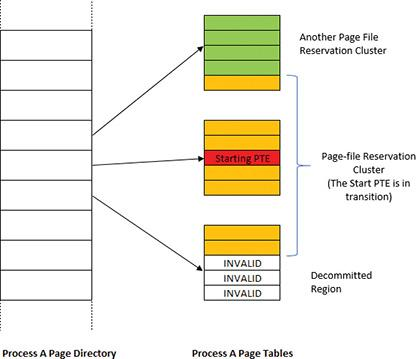 Another Page File
Reservation Cluster
Starting PTE
Page-file Reservation
Cluster
(The Start PTE is in
transition)
INVALID
INVALID
INVALID
Decommitted
Region
Process A Page Directory
Process A Page Tables